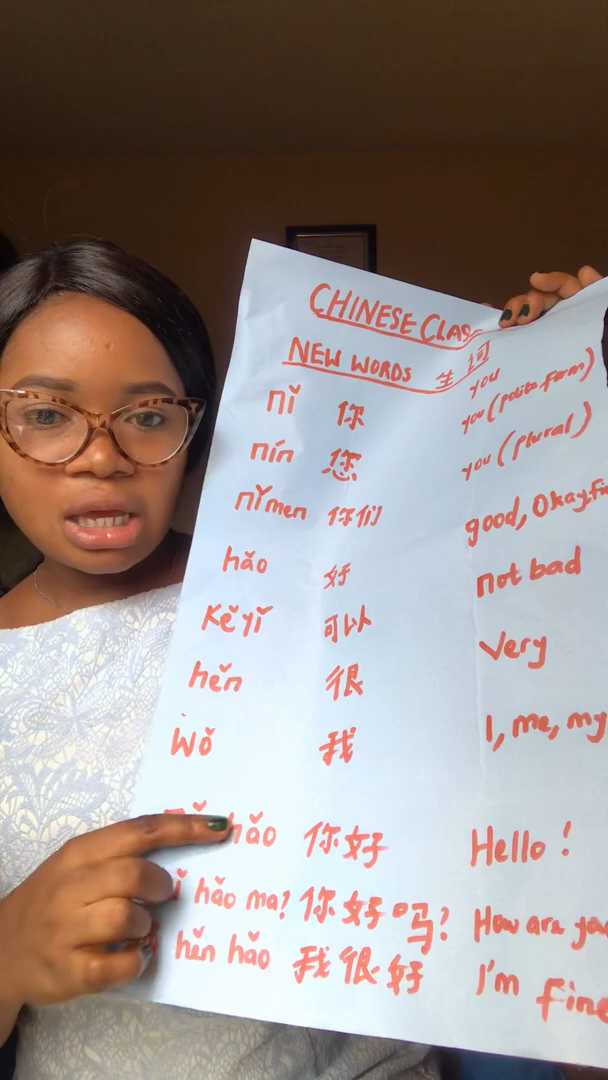 CHINESE CLAS
NEW WORDS 生词
nǐ 你 you
nín 您 you (polite form)
nǐmen 你们 you (plural)
hǎo 好 good, Okay, Fi
Kěyǐ 可以 not bad
hěn 很 Very
Wǒ 我 I, me, my
hǎo 你好 Hello!
hǎo ma? 你好吗? How are you
hěn hǎo 我很好 I'm fine